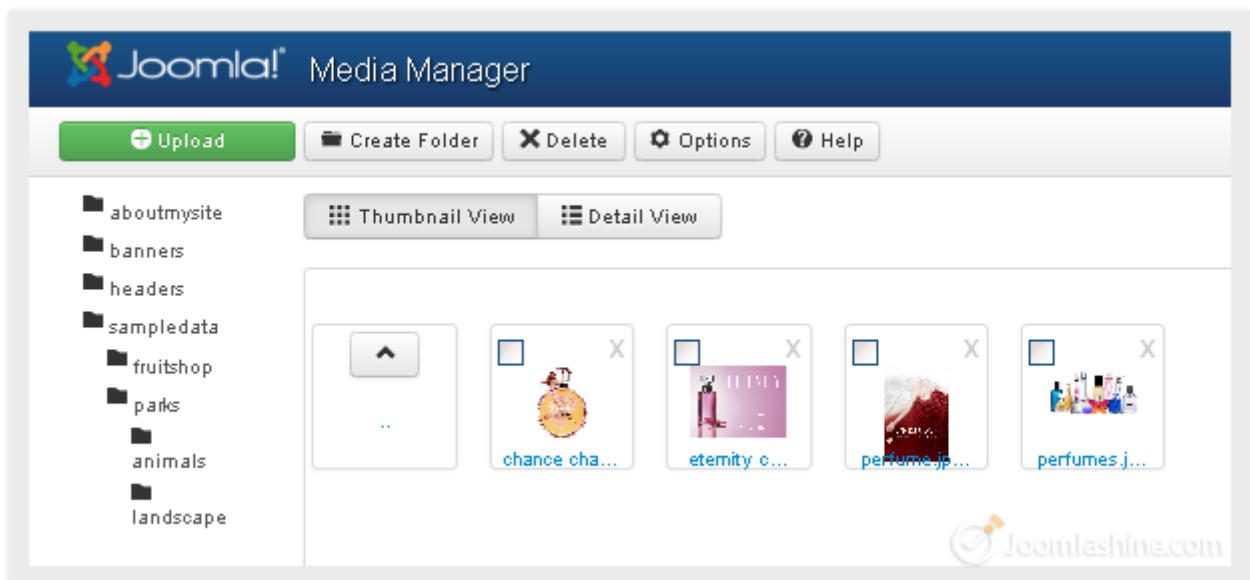 Joomla!® Media Manager
Upload Create Folder Delete Options Help
Thumbnail View Detail View
aboutmysite
banners
headers
sampledata
fruitshop
parks
animals
landscape
..
X X X X
chance cha... eternity c... perfume.jp... perfumes.j...
Joomlashine.com